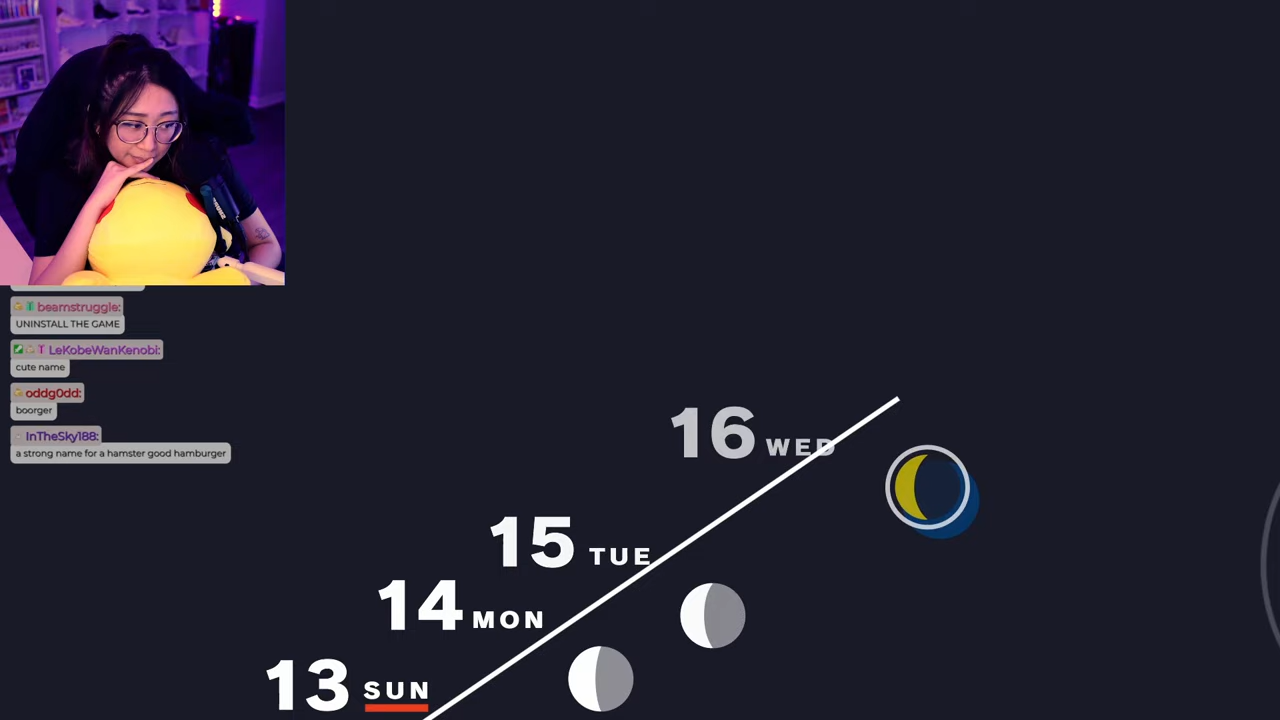 beamstruggle:
UNINSTALL THE GAME
LeKobeWanKenobi:
cute name
oddg0dd:
boorger
InTheSky188:
a strong name for a hamster good hamburger
16 WED
15 TUE
14 MON
13 SUN